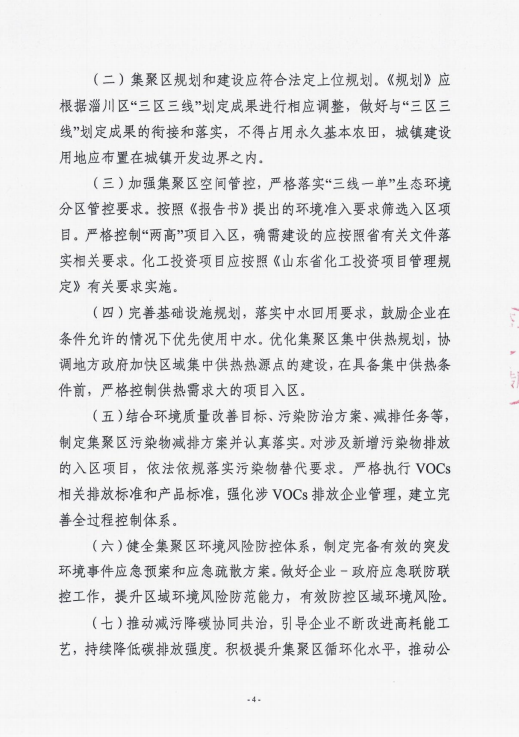 （二）集聚区规划和建设应符合法定上位规划。《规划》应
根据淄川区“三区三线”划定成果进行相应调整，做好与“三区三
线”划定成果的衔接和落实，不得占用永久基本农田，城镇建设
用地应布置在城镇开发边界之内。
（三）加强集聚区空间管控，严格落实“三线一单”生态环境
分区管控要求。按照《报告书》提出的环境准入要求筛选入区项
目。严格控制“两高”项目入区，确需建设的应按照省有关文件落
实相关要求。化工投资项目应按照《山东省化工投资项目管理规
定》有关要求实施。
（四）完善基础设施规划，落实中水回用要求，鼓励企业在
条件允许的情况下优先使用中水。优化集聚区集中供热规划，协
调地方政府加快区域集中供热热源点的建设，在具备集中供热条
件前，严格控制供热需求大的项目入区。
（五）结合环境质量改善目标、污染防治方案、减排任务等，
制定集聚区污染物减排方案并认真落实。对涉及新增污染物排放
的入区项目，依法依规落实污染物替代要求。严格执行 VOCs
相关排放标准和产品标准，强化涉 VOCs 排放企业管理，建立完
善全过程控制体系。
（六）健全集聚区环境风险防控体系，制定完备有效的突发
环境事件应急预案和应急疏散方案。做好企业－政府应急联防联
控工作，提升区域环境风险防范能力，有效防控区域环境风险。
（七）推动减污降碳协同共治，引导企业不断改进高耗能工
艺，持续降低碳排放强度。积极提升集聚区循环化水平，推动公
-4-